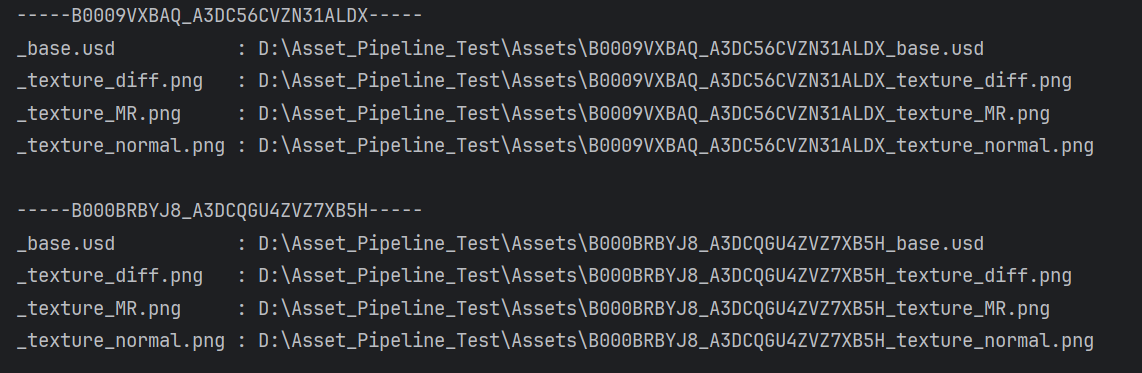 -----B0009VXBAQ_A3DC56CVZN31ALDX-----
_base.usd           : D:\Asset_Pipeline_Test\Assets\B0009VXBAQ_A3DC56CVZN31ALDX_base.usd
_texture_diff.png   : D:\Asset_Pipeline_Test\Assets\B0009VXBAQ_A3DC56CVZN31ALDX_texture_diff.png
_texture_MR.png     : D:\Asset_Pipeline_Test\Assets\B0009VXBAQ_A3DC56CVZN31ALDX_texture_MR.png
_texture_normal.png : D:\Asset_Pipeline_Test\Assets\B0009VXBAQ_A3DC56CVZN31ALDX_texture_normal.png

-----B000BRBYJ8_A3DCQGU4ZVZ7XB5H-----
_base.usd           : D:\Asset_Pipeline_Test\Assets\B000BRBYJ8_A3DCQGU4ZVZ7XB5H_base.usd
_texture_diff.png   : D:\Asset_Pipeline_Test\Assets\B000BRBYJ8_A3DCQGU4ZVZ7XB5H_texture_diff.png
_texture_MR.png     : D:\Asset_Pipeline_Test\Assets\B000BRBYJ8_A3DCQGU4ZVZ7XB5H_texture_MR.png
_texture_normal.png : D:\Asset_Pipeline_Test\Assets\B000BRBYJ8_A3DCQGU4ZVZ7XB5H_texture_normal.png